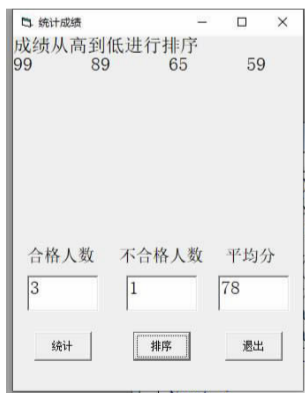 统计成绩
成绩从高到低进行排序
99 89 65 59
合格人数 不合格人数 平均分
3 1 78
统计 排序 退出